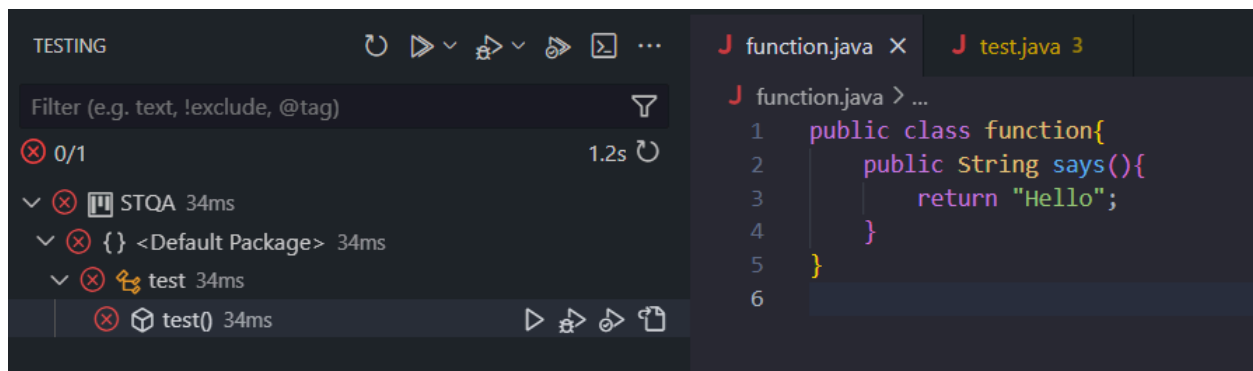 TESTING
Filter (e.g. text, !exclude, @tag)
0/1 1.2s
STQA 34ms
{} <Default Package> 34ms
test 34ms
test() 34ms
J function.java × J test.java 3
J function.java > ...
1 public class function{
2 public String says(){
3 return "Hello";
4 }
5 }
6